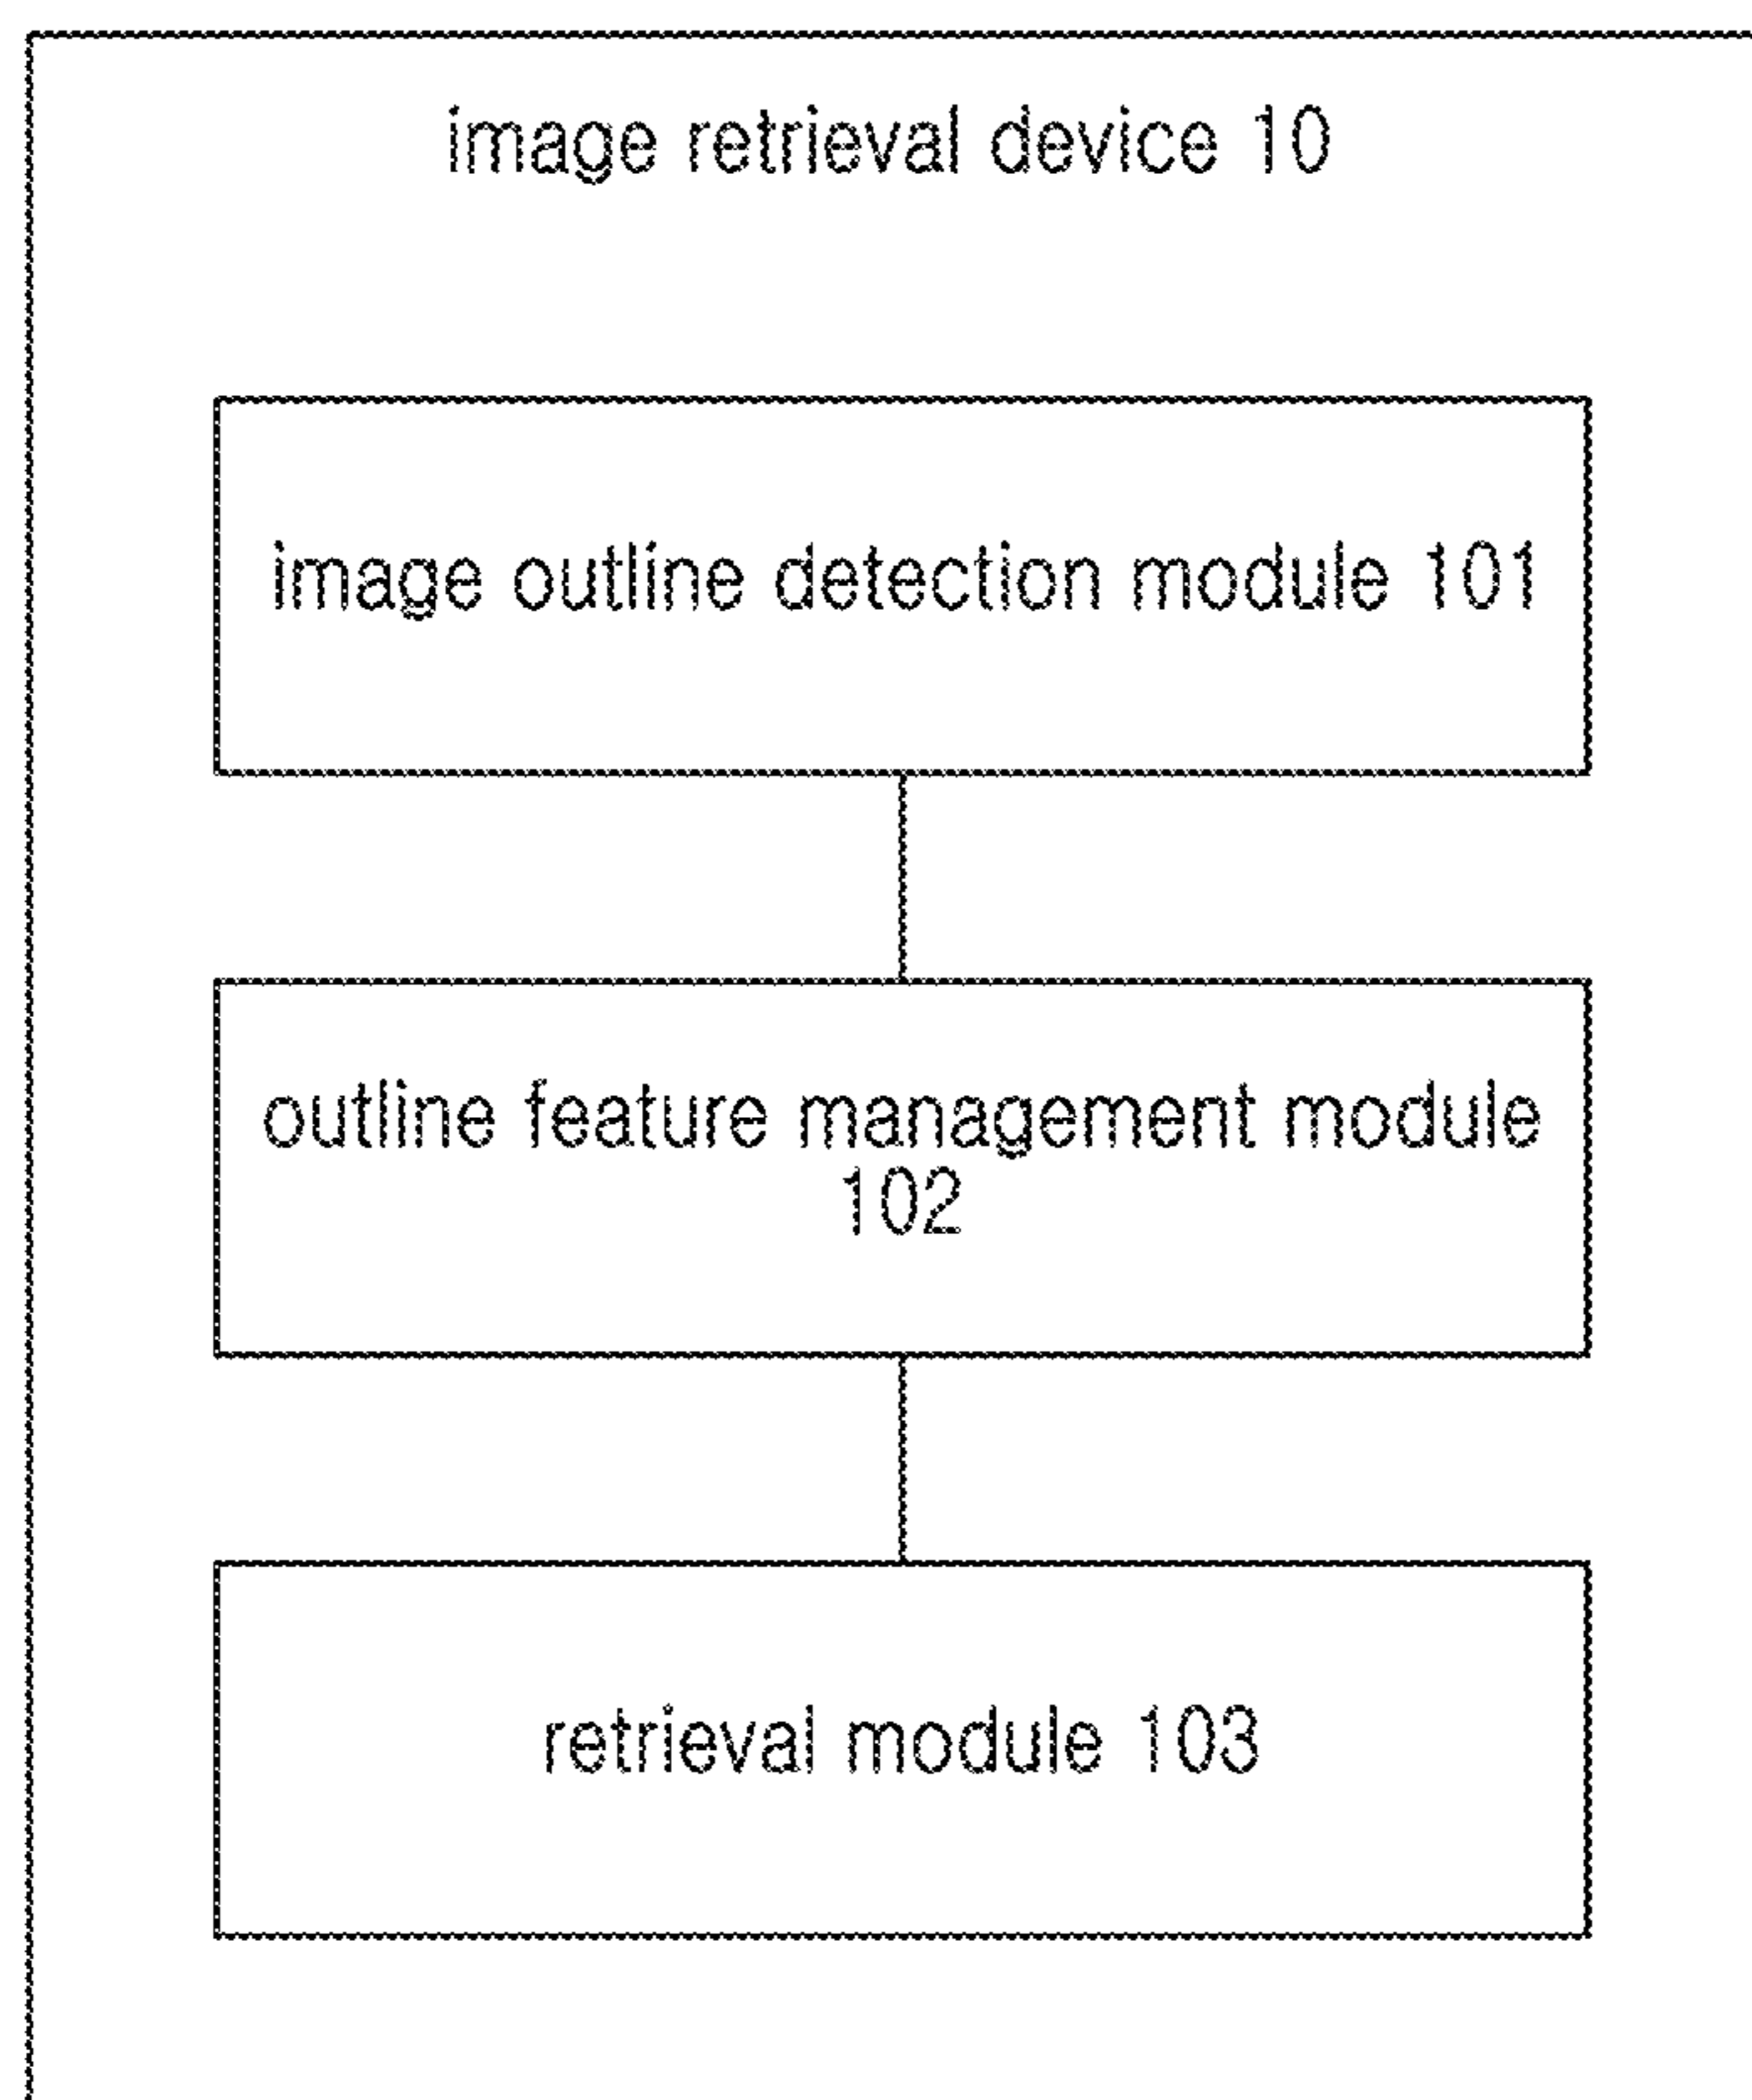 image retrieval device 10
image outline detection module 101
outline feature management module
102
retrieval module 103